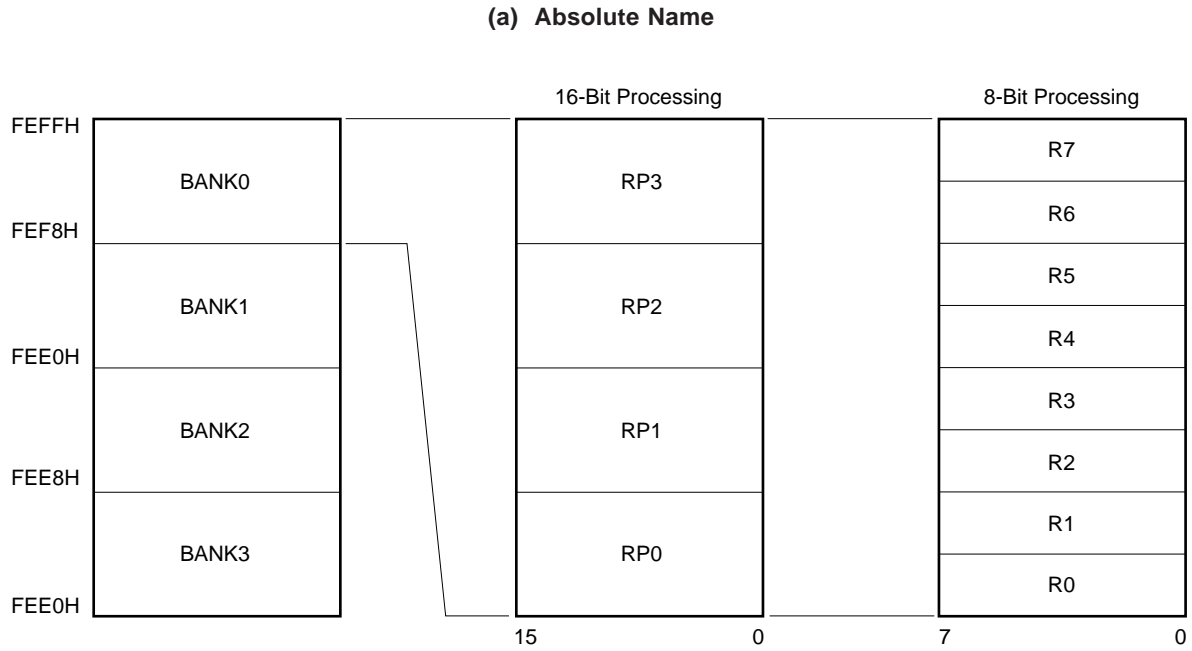 (a) Absolute Name
16-Bit Processing
8-Bit Processing
FEFFH
BANK0
RP3
R7
R6
FEF8H
BANK1
RP2
R5
R4
FEE0H
BANK2
RP1
R3
R2
FEE8H
BANK3
RP0
R1
R0
FEE0H
15 0
7 0